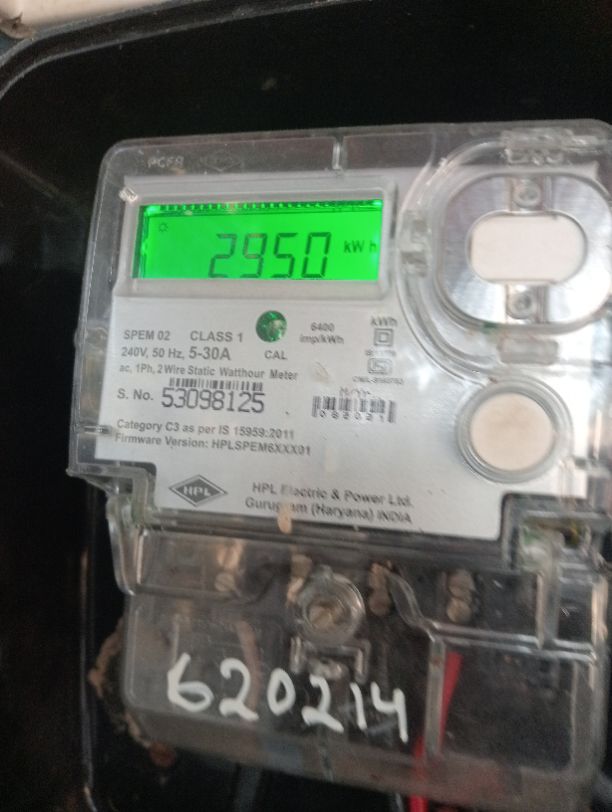 2950 kWh
SPEM 02 CLASS 1 6400 imp/kWh kWh
240V, 50 Hz, 5-30A CAL
ac, 1Ph, 2 Wire Static Watthour Meter
S. No. 53098125
Category C3 as per IS 15959:2011
Firmware Version: HPLSPEM6XXX01
HPL HPL Electric & Power Ltd.
Gurugram (Haryana) INDIA
620214